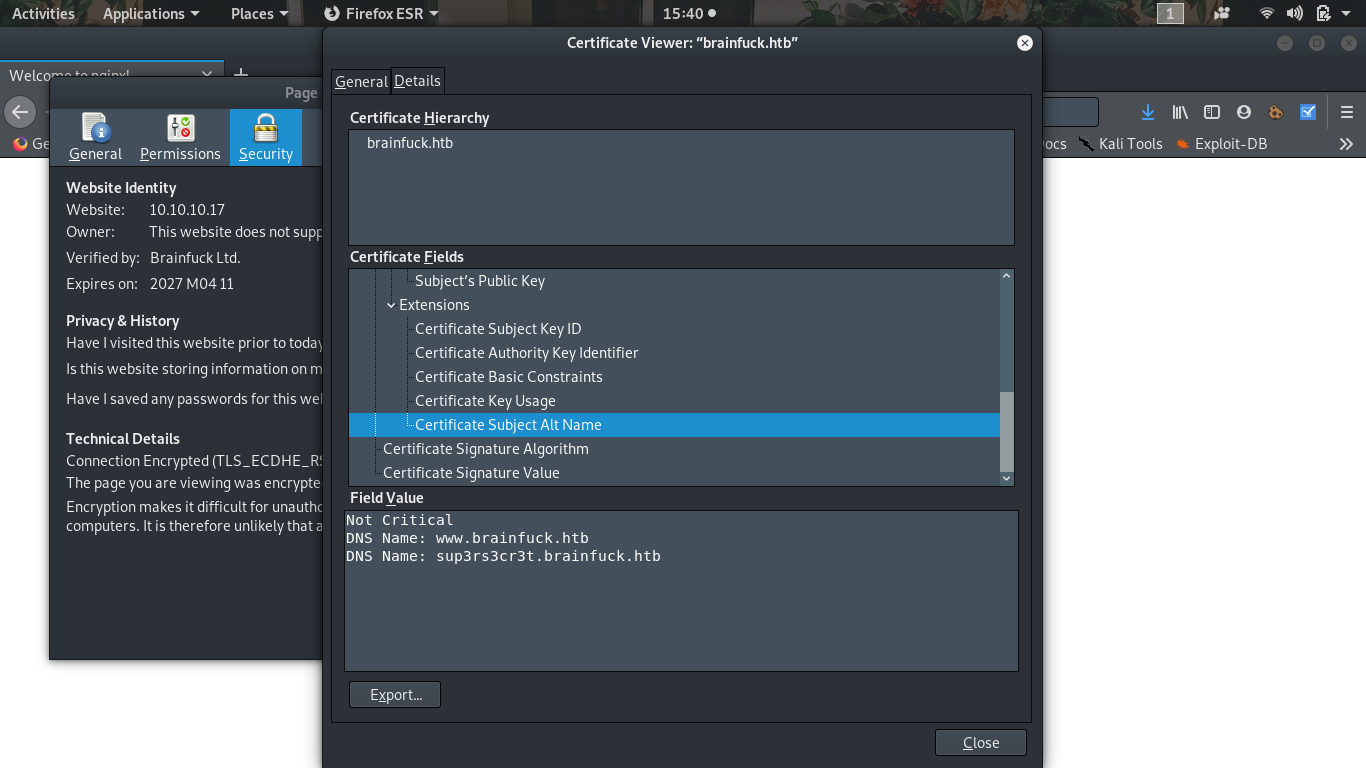 Activities Applications Places Firefox ESR 15:40 1
Certificate Viewer: “brainfuck.htb”
Welcome to nginx!
Page
General Permissions Security
Website Identity
Website: 10.10.10.17
Owner: This website does not supp
Verified by: Brainfuck Ltd.
Expires on: 2027 M04 11
Privacy & History
Have I visited this website prior to today
Is this website storing information on m
Have I saved any passwords for this wel
Technical Details
Connection Encrypted (TLS_ECDHE_RS
The page you are viewing was encrypte
Encryption makes it difficult for unautho
computers. It is therefore unlikely that a
General Details
Certificate Hierarchy
brainfuck.htb
Certificate Fields
Subject’s Public Key
Extensions
Certificate Subject Key ID
Certificate Authority Key Identifier
Certificate Basic Constraints
Certificate Key Usage
Certificate Subject Alt Name
Certificate Signature Algorithm
Certificate Signature Value
Field Value
Not Critical
DNS Name: www.brainfuck.htb
DNS Name: sup3rs3cr3t.brainfuck.htb
Export...
Close
Ge
ocs Kali Tools Exploit-DB